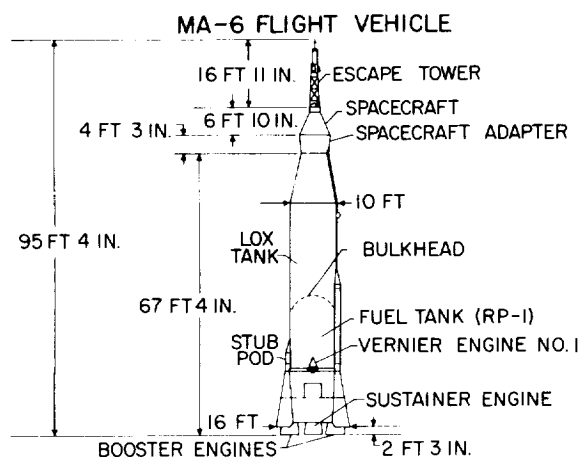 MA-6 FLIGHT VEHICLE
16 FT 11 IN.
ESCAPE TOWER
6 FT 10 IN.
SPACECRAFT
4 FT 3 IN.
SPACECRAFT ADAPTER
10 FT
95 FT 4 IN.
LOX
TANK
BULKHEAD
67 FT 4 IN.
FUEL TANK (RP-1)
STUB
POD
VERNIER ENGINE NO. 1
SUSTAINER ENGINE
16 FT
BOOSTER ENGINES
2 FT 3 IN.